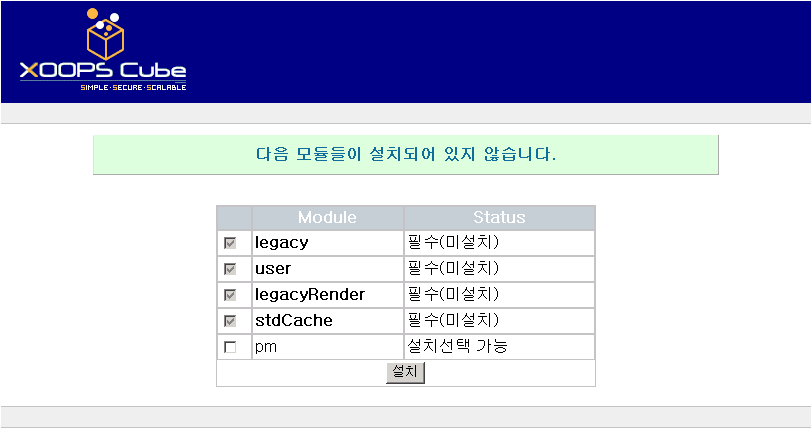 XOOPS Cube
SIMPLE·SECURE·SCALABLE
다음 모듈들이 설치되어 있지 않습니다.
Module Status
legacy 필수(미설치)
user 필수(미설치)
legacyRender 필수(미설치)
stdCache 필수(미설치)
pm 설치선택 가능
설치